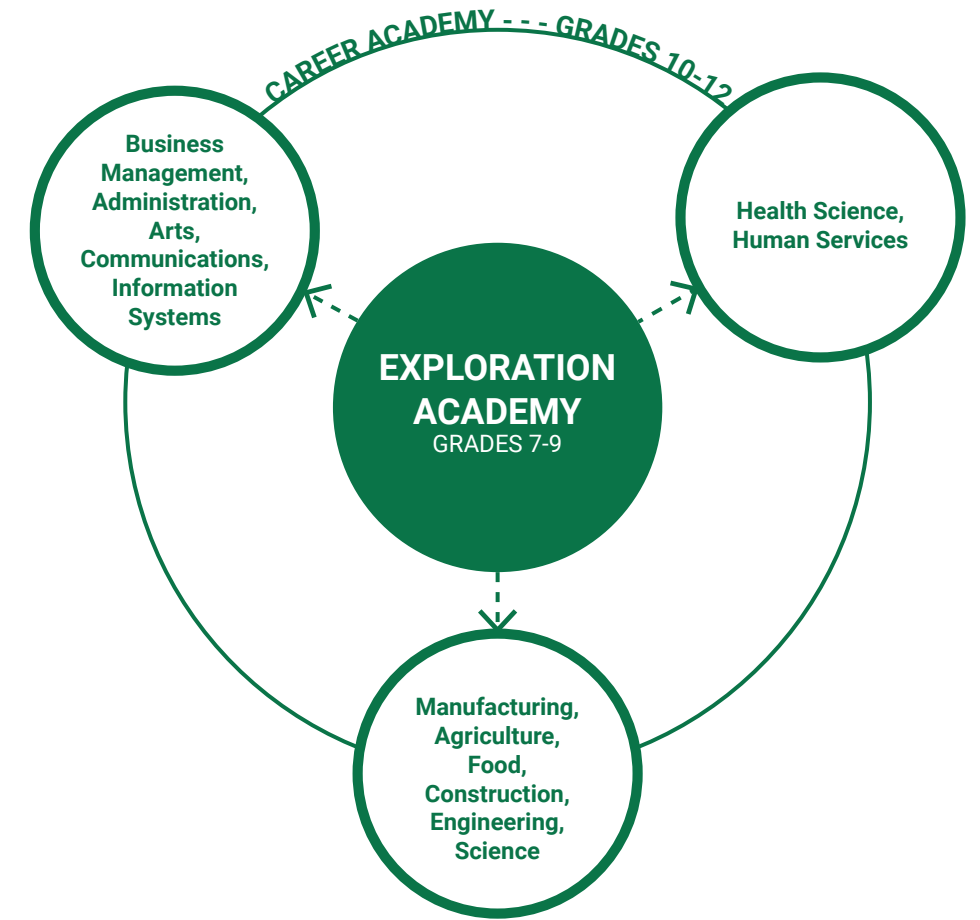 CAREER ACADEMY - - - GRADES 10-12
Business
Management,
Administration,
Arts,
Communications,
Information
Systems
Health Science,
Human Services
EXPLORATION
ACADEMY
GRADES 7-9
Manufacturing,
Agriculture,
Food,
Construction,
Engineering,
Science